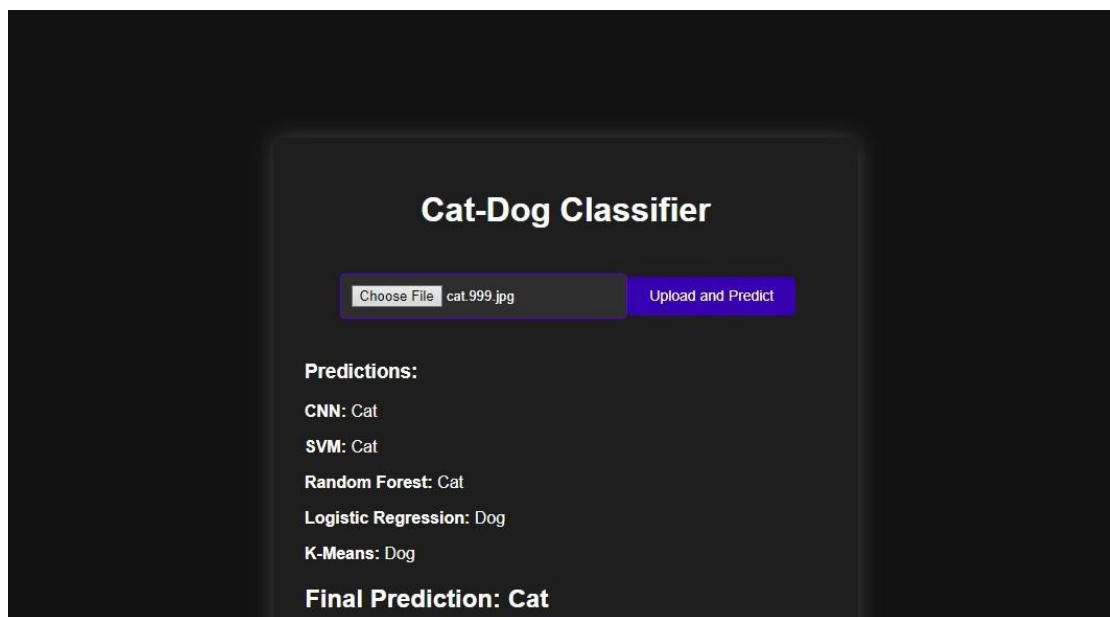 Cat-Dog Classifier
Choose File cat.999.jpg Upload and Predict
Predictions:
CNN: Cat
SVM: Cat
Random Forest: Cat
Logistic Regression: Dog
K-Means: Dog
Final Prediction: Cat